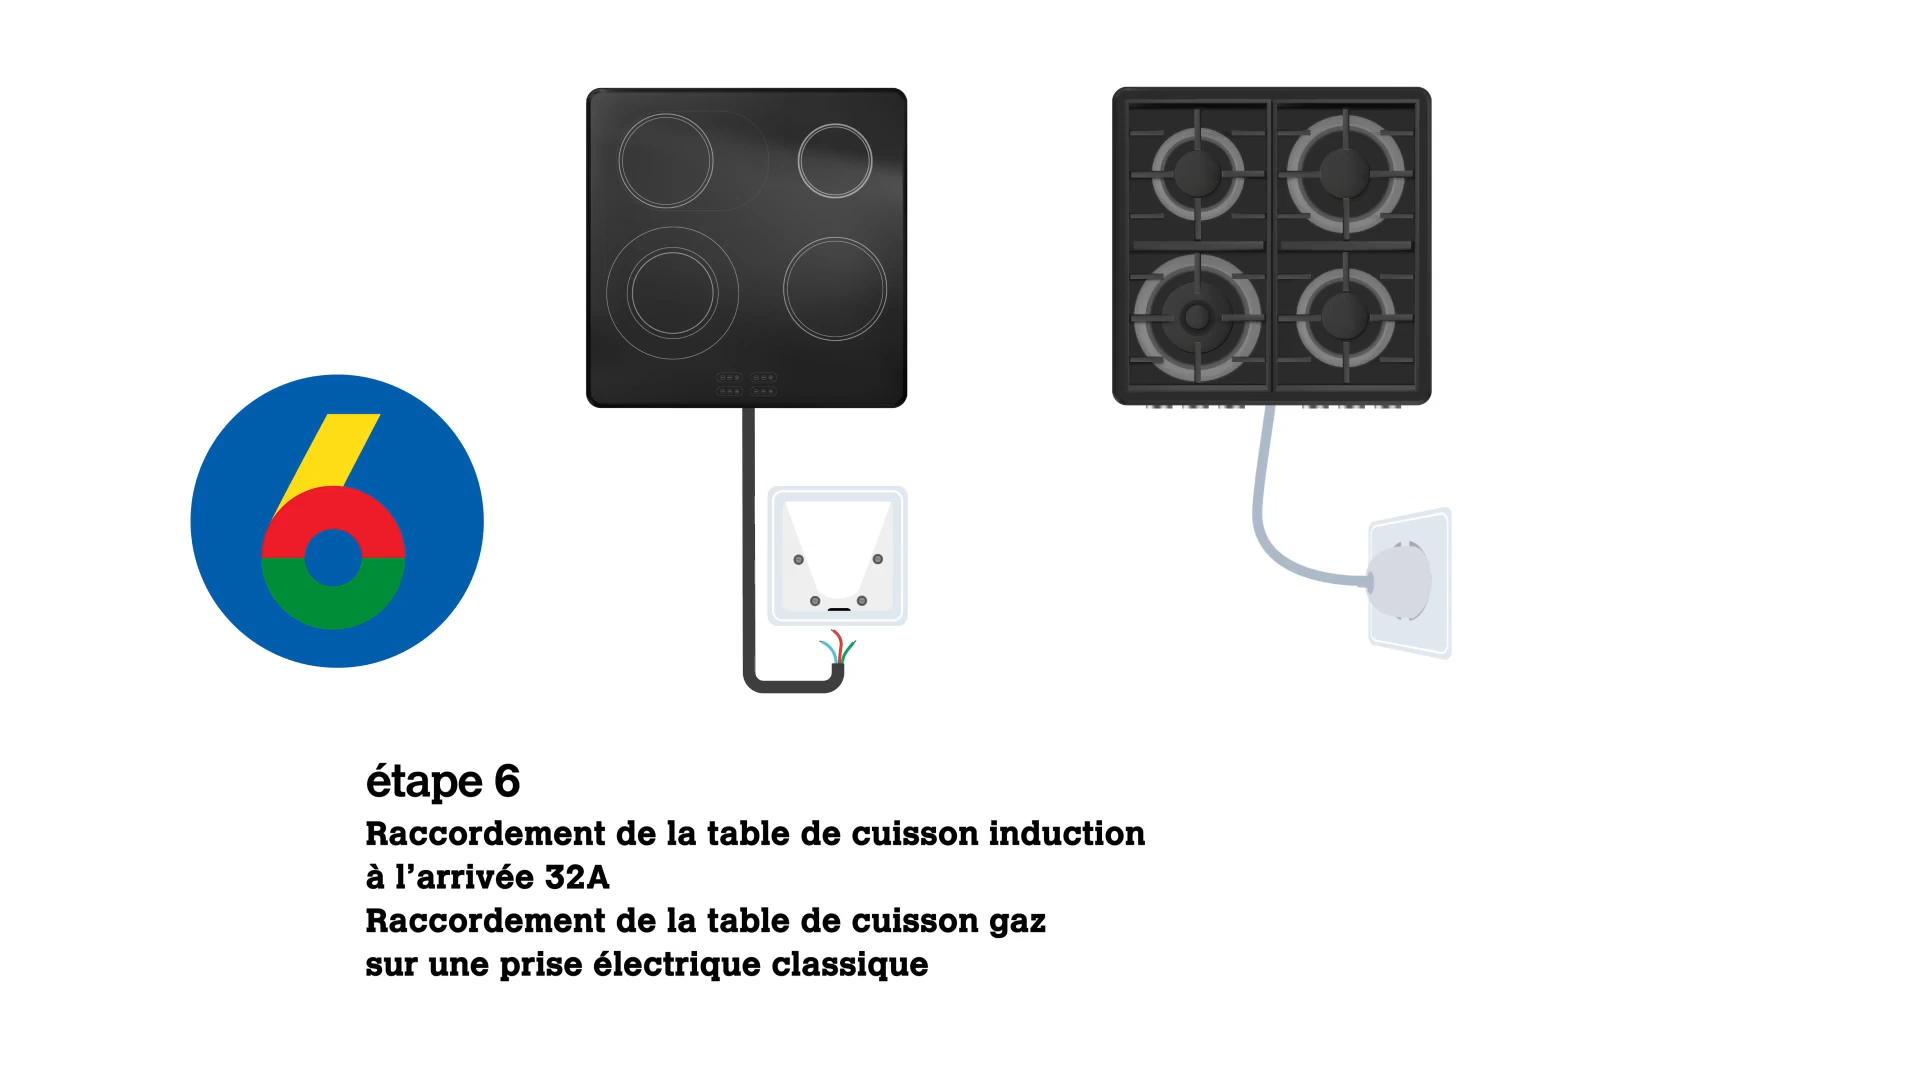 6
étape 6
Raccordement de la table de cuisson induction
à l’arrivée 32A
Raccordement de la table de cuisson gaz
sur une prise électrique classique